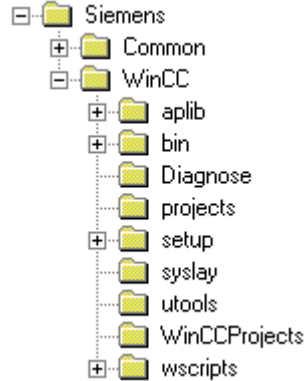 Siemens
Common
WinCC
aplib
bin
Diagnose
projects
setup
syslay
utools
WinCCProjects
wscripts